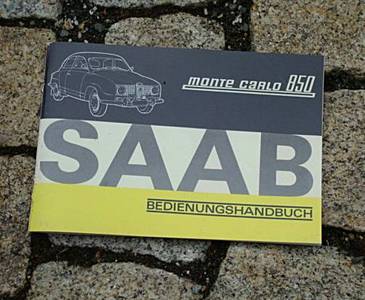 monte carlo 850
SAAB
BEDIENUNGSHANDBUCH